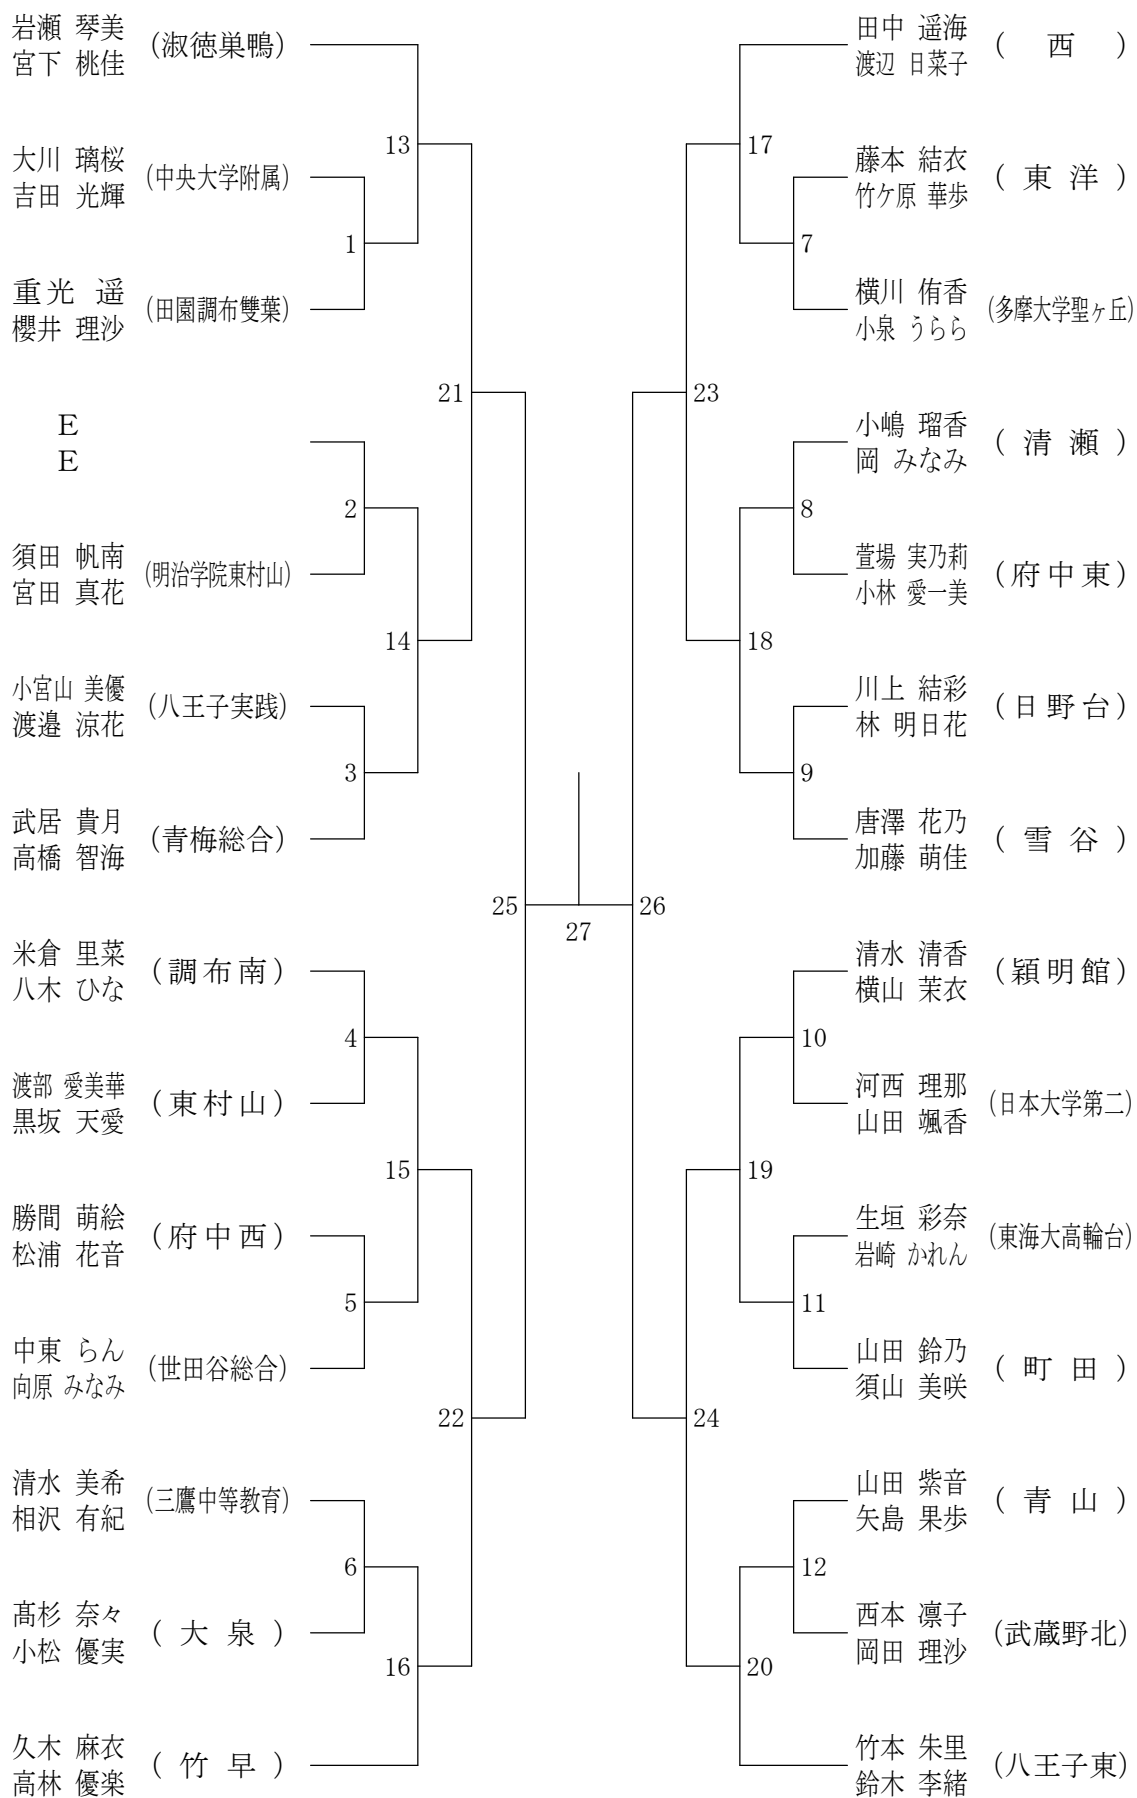 岩瀬 琴美
宮下 桃佳
(淑徳巣鴨)
13
大川 璃桜
吉田 光輝
(中央大学附属)
1
重光 遥
櫻井 理沙
(田園調布雙葉)
21
E
E
2
須田 帆南
宮田 真花
(明治学院東村山)
14
小宮山 美優
渡邉 涼花
(八王子実践)
3
武居 貴月
高橋 智海
(青梅総合)
25
米倉 里菜
八木 ひな
(調布南)
4
渡部 愛美華
黒坂 天愛
(東村山)
15
勝間 萌絵
松浦 花音
(府中西)
5
中東 らん
向原 みなみ
(世田谷総合)
22
清水 美希
相沢 有紀
(三鷹中等教育)
6
髙杉 奈々
小松 優実
(大泉)
16
久木 麻衣
高林 優楽
(竹早)
27
田中 遥海
渡辺 日菜子
(西)
17
藤本 結衣
竹ケ原 華歩
(東洋)
7
横川 侑香
小泉 うらら
(多摩大学聖ヶ丘)
23
小嶋 瑠香
岡 みなみ
(清瀬)
8
萱場 実乃莉
小林 愛一美
(府中東)
18
川上 結彩
林 明日花
(日野台)
9
唐澤 花乃
加藤 萌佳
(雪谷)
26
清水 清香
横山 茉衣
(穎明館)
10
河西 理那
山田 颯香
(日本大学第二)
19
生垣 彩奈
岩崎 かれん
(東海大高輪台)
11
山田 鈴乃
須山 美咲
(町田)
24
山田 紫音
矢島 果歩
(青山)
12
西本 凛子
岡田 理沙
(武蔵野北)
20
竹本 朱里
鈴木 李緒
(八王子東)